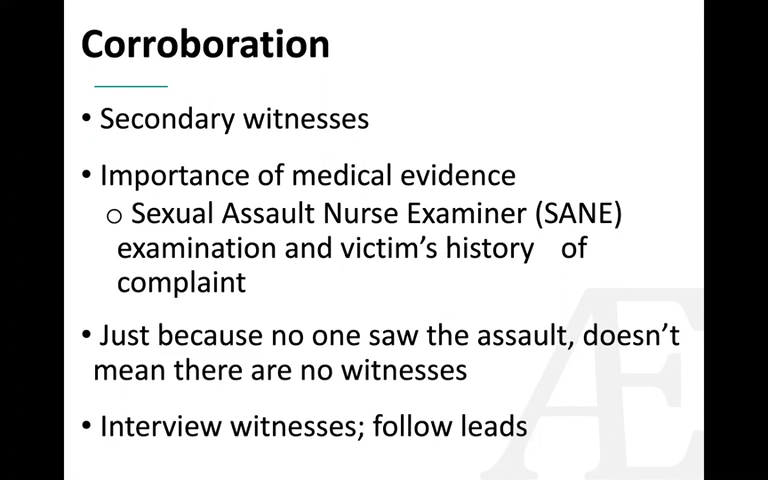 Corroboration
• Secondary witnesses
• Importance of medical evidence
o Sexual Assault Nurse Examiner (SANE)
examination and victim’s history of
complaint
• Just because no one saw the assault, doesn’t
mean there are no witnesses
• Interview witnesses; follow leads
Æ